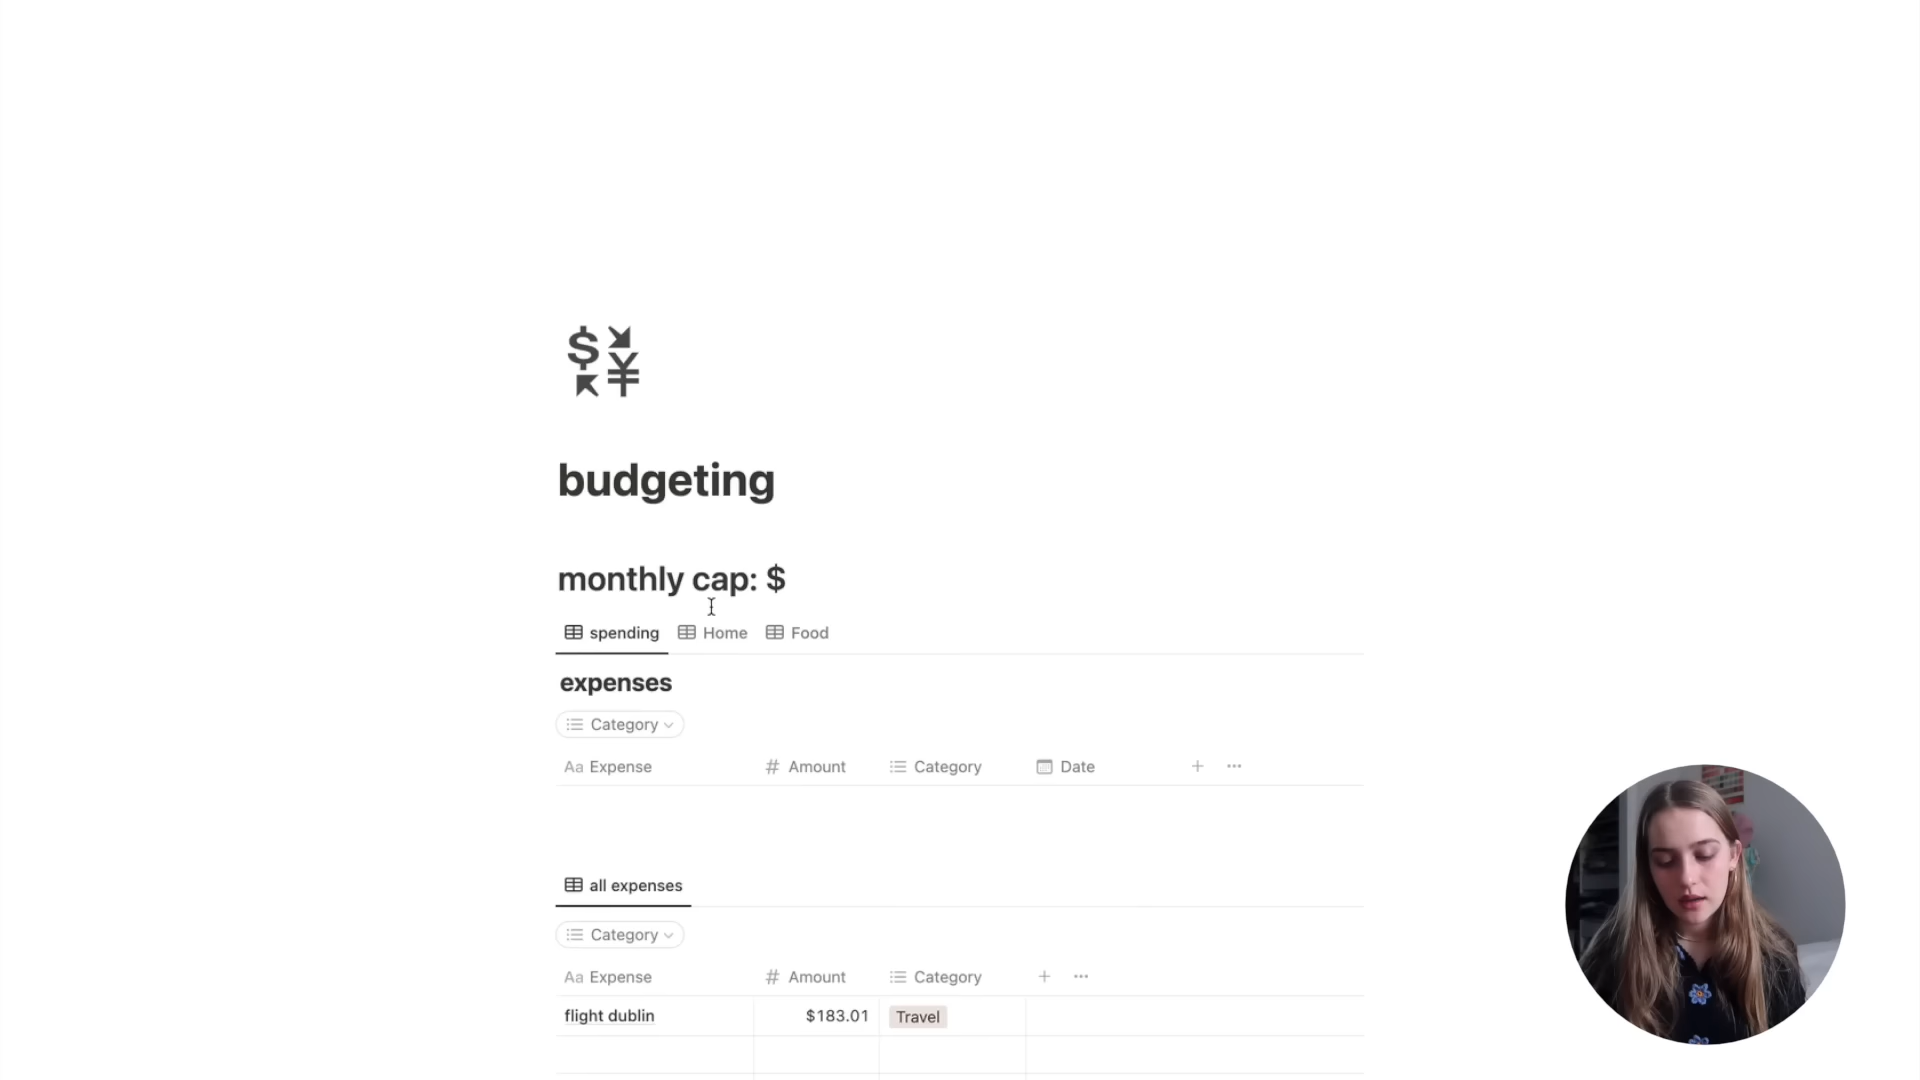 $ ¥
budgeting
monthly cap: $
spending Home Food
expenses
Category
Aa Expense # Amount Category Date + ...
all expenses
Category
Aa Expense # Amount Category + ...
flight dublin $183.01 Travel